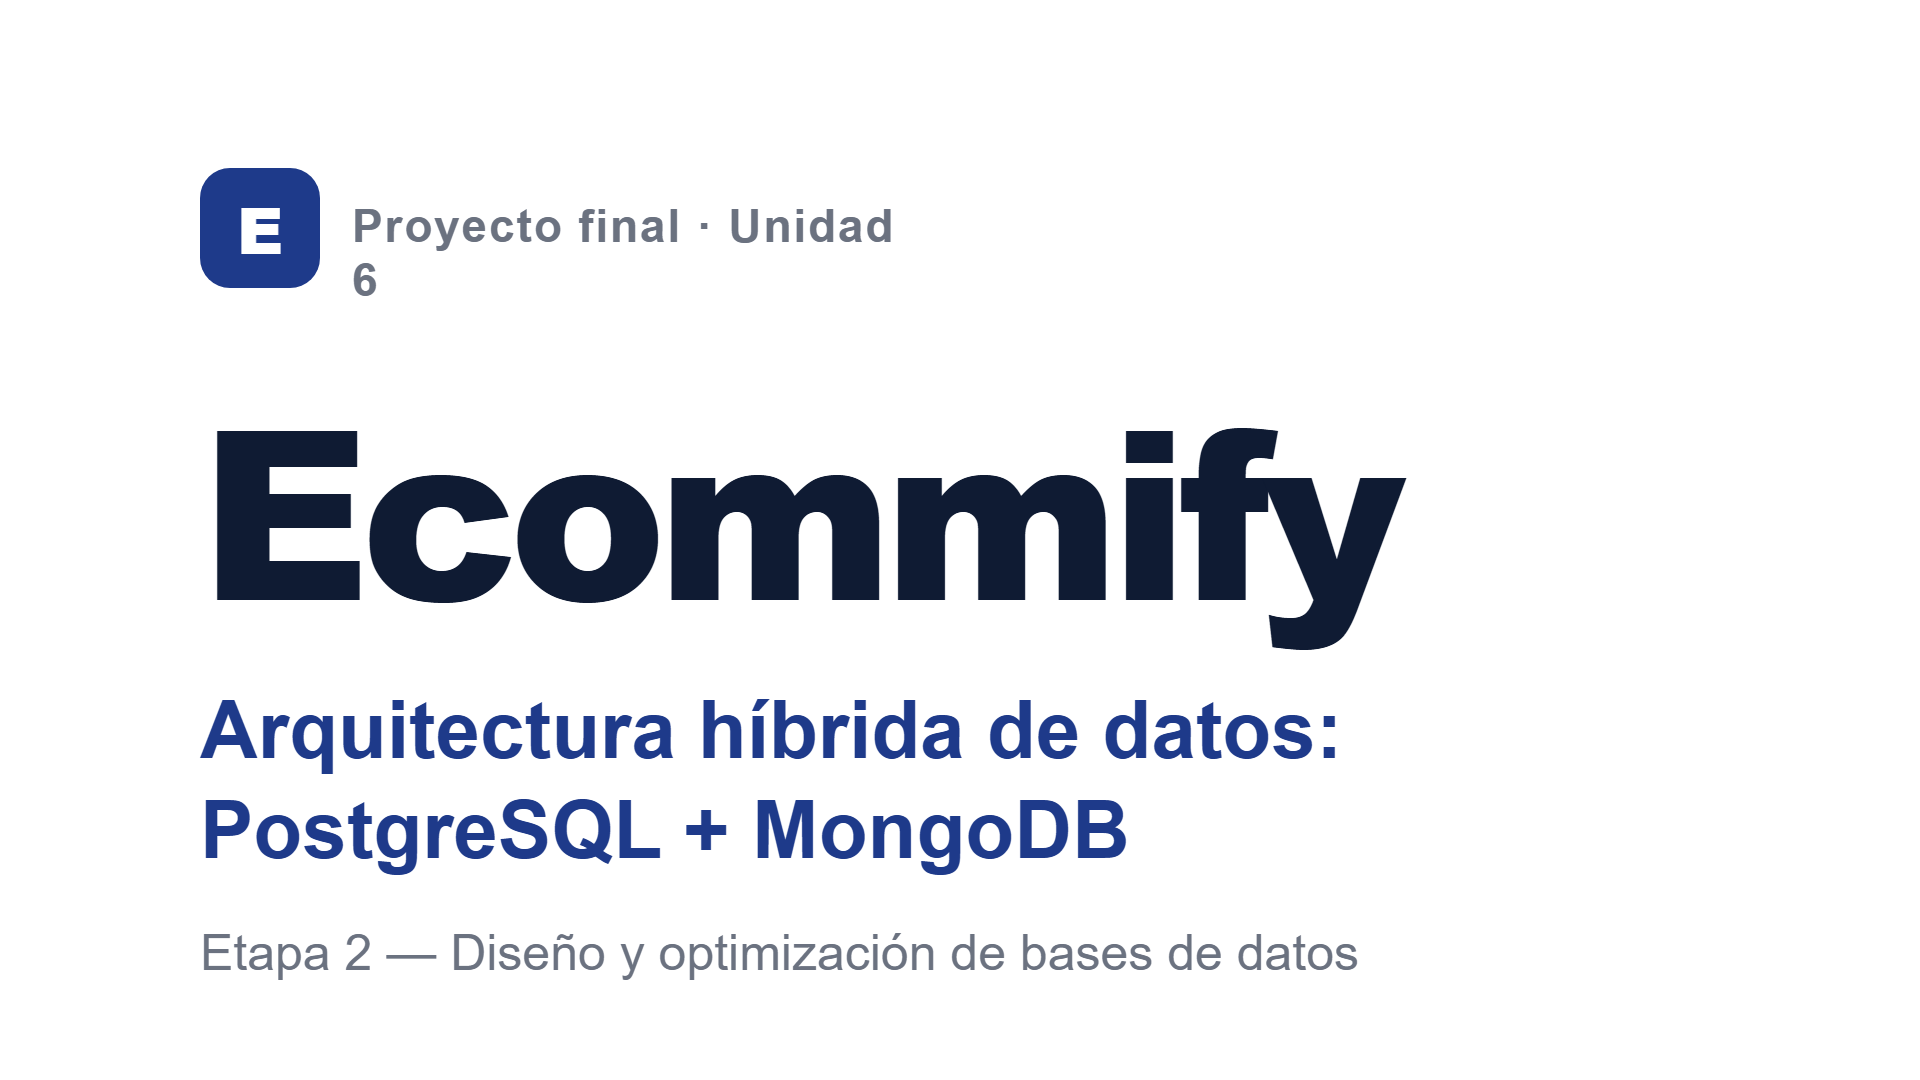 E
Proyecto final · Unidad
6
Ecommify
Arquitectura híbrida de datos:
PostgreSQL + MongoDB
Etapa 2 — Diseño y optimización de bases de datos